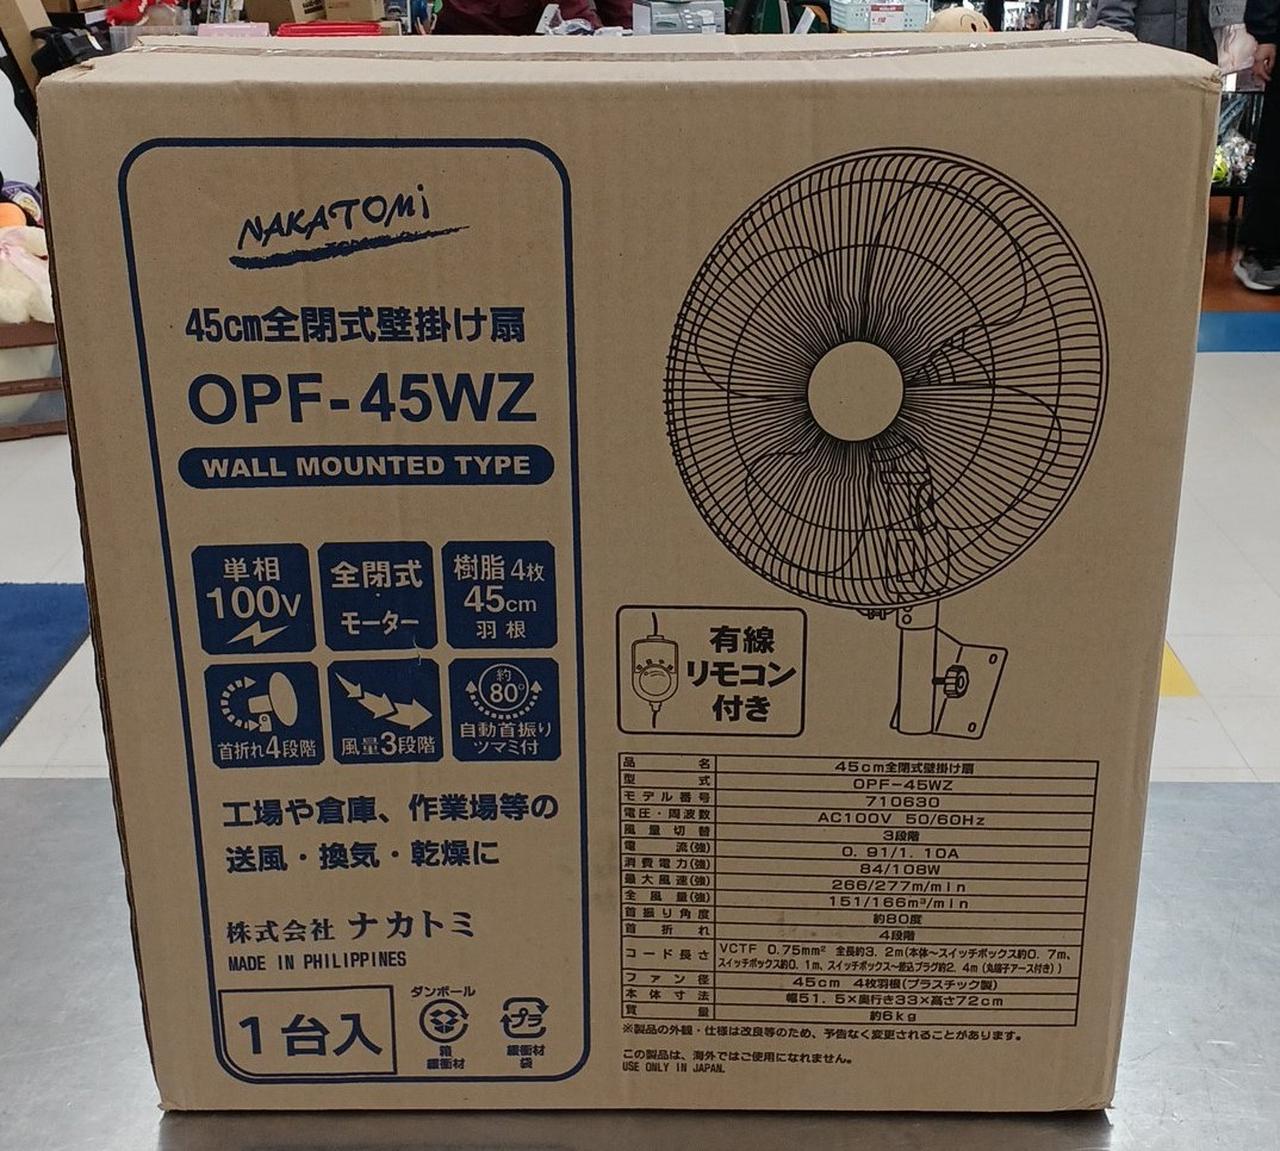 NAKATOMI
45cm全閉式壁掛け扇
OPF-45WZ
WALL MOUNTED TYPE
単相
100V
全閉式
モーター
樹脂4枚
45cm
羽根
首折れ4段階
風量3段階
約
80°
自動首振り
ツマミ付
工場や倉庫、作業場等の
送風・換気・乾燥に
株式会社 ナカトミ
MADE IN PHILIPPINES
1台入
ダンボール
箱
緩衝材
プラ
緩衝材
袋
有線
リモコン
付き
品名 45cm全閉式壁掛け扇
型式 OPF-45WZ
モデル番号 710630
電圧・周波数 AC100V 50/60Hz
風量切替 3段階
電流(強) 0.91/1.10A
消費電力(強) 84/108W
最大風速(強) 266/277m/min
全風量(強) 151/166m³/min
首振り角度 約80度
首折れ 4段階
コード長さ VCTF 0.75mm² 全長約3.2m(本体~スイッチボックス約0.7m、
スイッチボックス約0.1m、スイッチボックス~差込プラグ約2.4m(丸端子アース付き))
ファン径 45cm 4枚羽根(プラスチック製)
本体寸法 幅51.5×奥行き33×高さ72cm
質量 約6kg
※製品の外観・仕様は改良等のため、予告なく変更されることがあります。
この製品は、海外ではご使用になれません。
USE ONLY IN JAPAN.